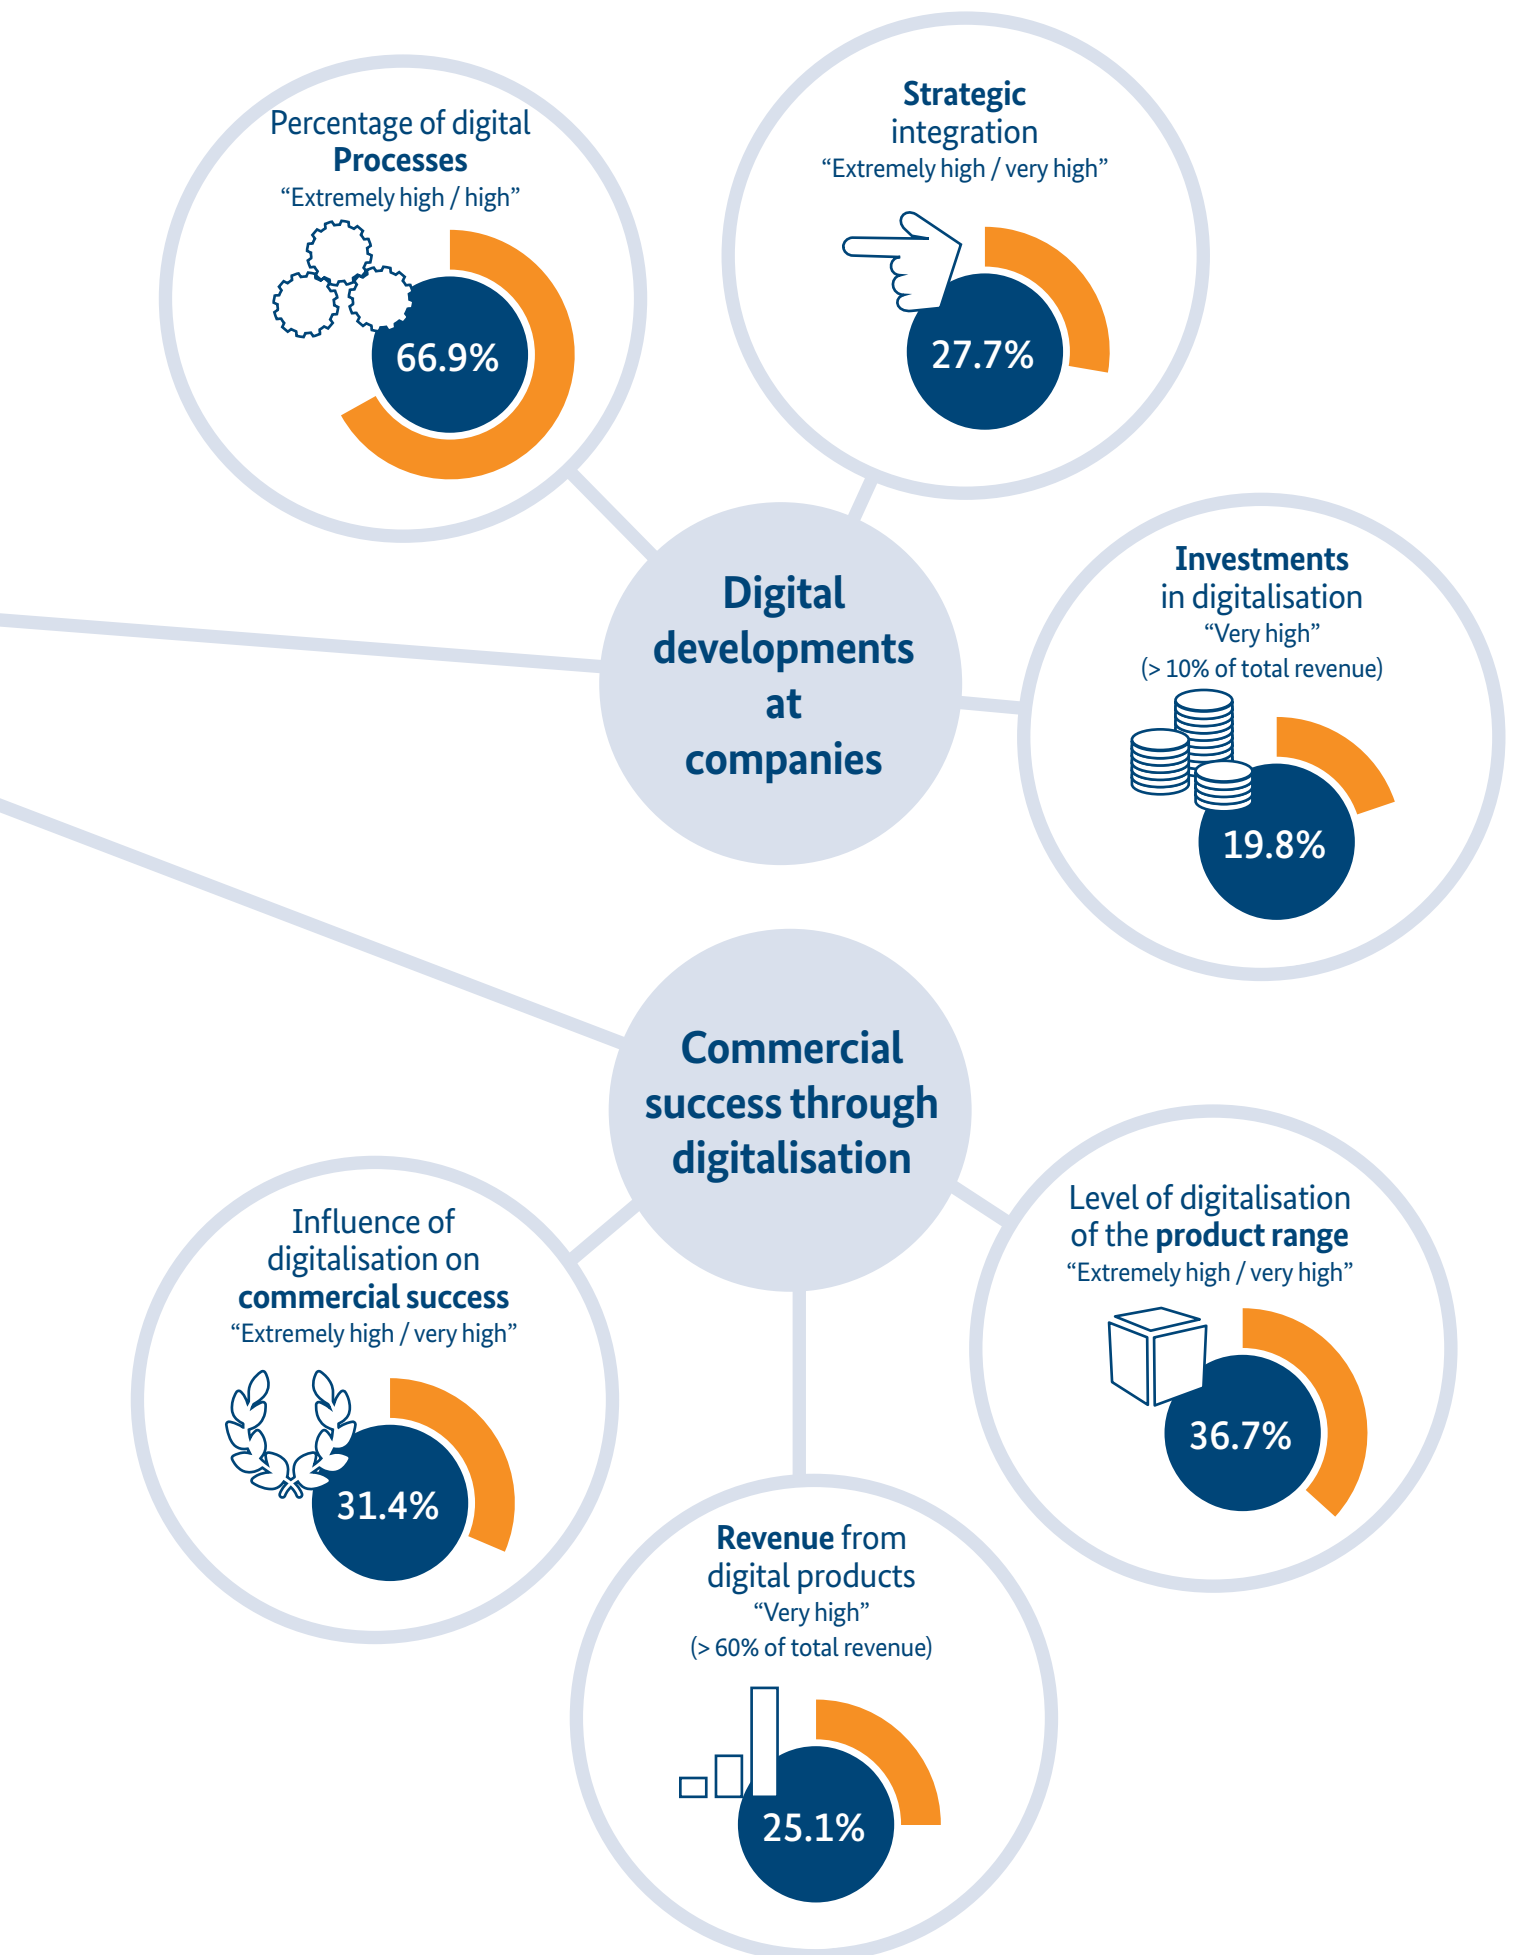 Percentage of digital
Processes
“Extremely high / high”
66.9%
Strategic
integration
“Extremely high / very high”
27.7%
Digital
developments
at
companies
Investments
in digitalisation
“Very high”
(> 10% of total revenue)
19.8%
Commercial
success through
digitalisation
Influence of
digitalisation on
commercial success
“Extremely high / very high”
31.4%
Level of digitalisation
of the product range
“Extremely high / very high”
36.7%
Revenue from
digital products
“Very high”
(> 60% of total revenue)
25.1%